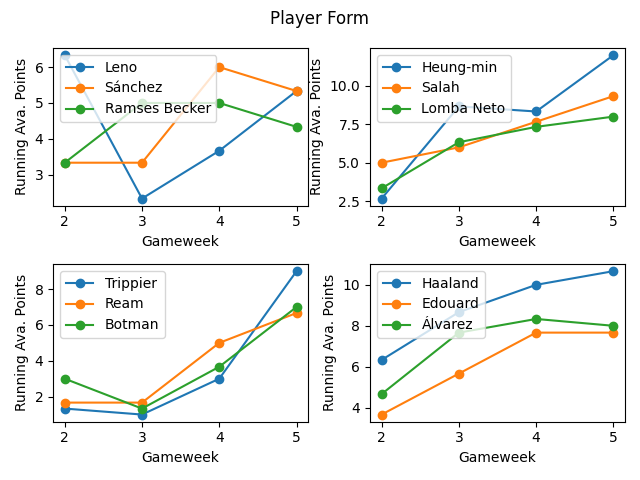 Player Form
Running Ava. Points
6
5
4
3
Leno
Sánchez
Ramses Becker
2 3 4 5
Gameweek
Running Ava. Points
10.0
7.5
5.0
2.5
Heung-min
Salah
Lomba Neto
2 3 4 5
Gameweek
Running Ava. Points
8
6
4
2
Trippier
Ream
Botman
2 3 4 5
Gameweek
Running Ava. Points
10
8
6
4
Haaland
Edouard
Álvarez
2 3 4 5
Gameweek